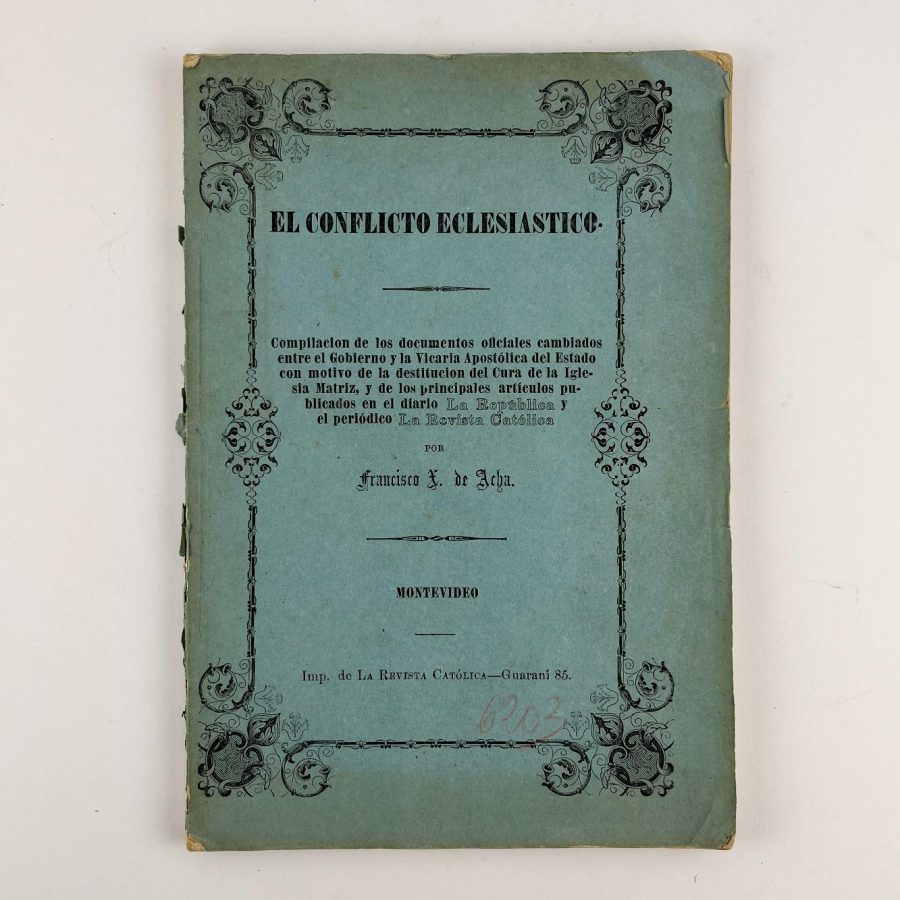 EL CONFLICTO ECLESIASTICO.
Compilacion de los documentos oficiales cambiados
entre el Gobierno y la Vicaria Apostólica del Estado
con motivo de la destitucion del Cura de la Igle-
sia Matriz, y de los principales artículos pu-
blicados en el diario La República y
el periódico La Revista Católica
POR
Francisco X. de Acha.
MONTEVIDEO
Imp. de LA REVISTA CATÓLICA—Guaraní 85.
6202